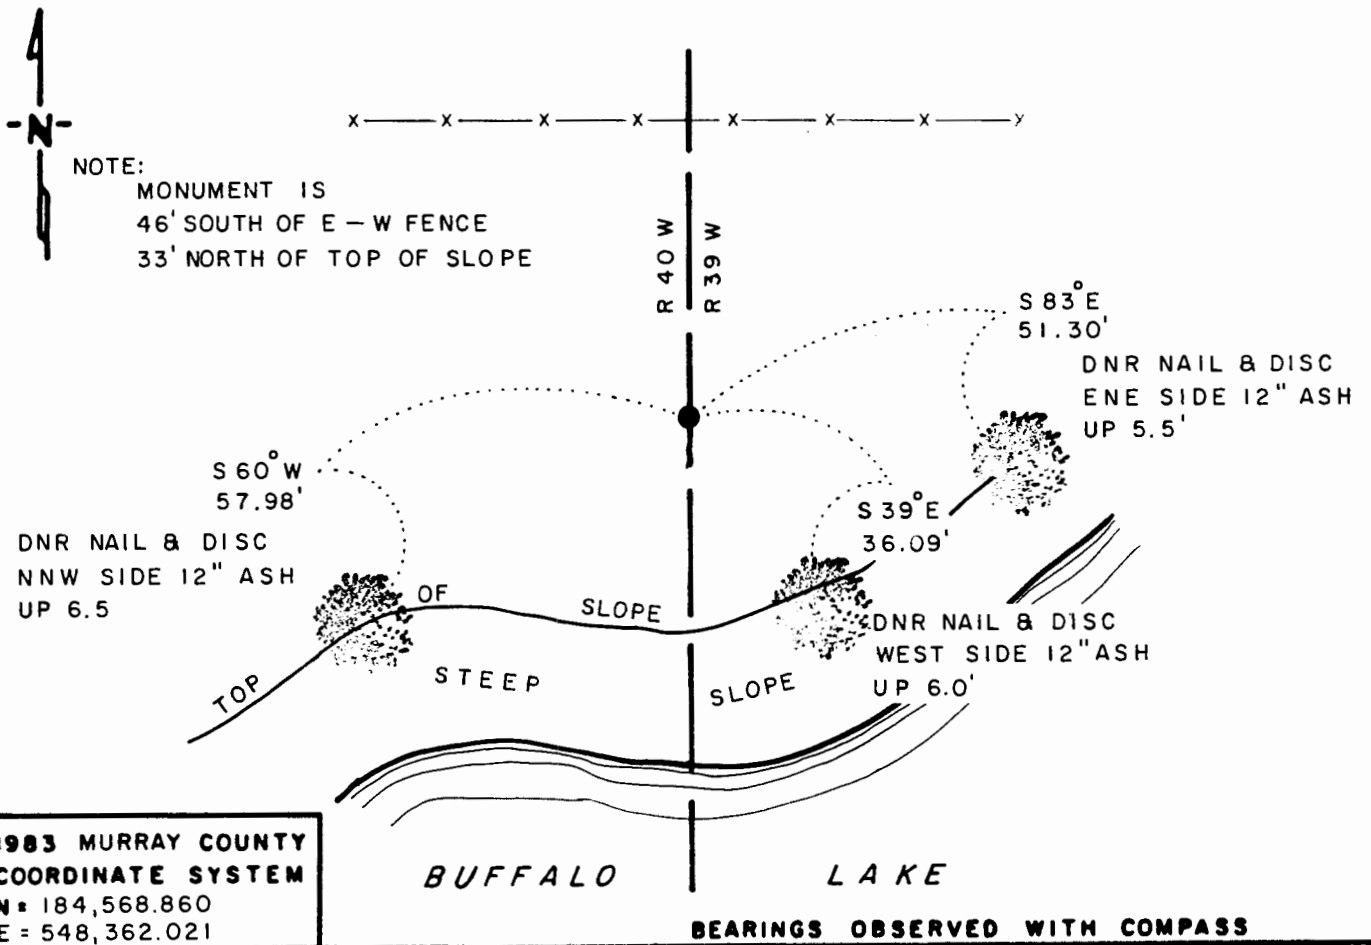 -N-
NOTE:
MONUMENT IS
46' SOUTH OF E – W FENCE
33' NORTH OF TOP OF SLOPE
x x x x x x x
R 40 W
R 39 W
S 83° E
51.30'
DNR NAIL & DISC
ENE SIDE 12" ASH
UP 5.5'
S 60° W
57.98'
DNR NAIL & DISC
NNW SIDE 12" ASH
UP 6.5
S 39° E
36.09'
DNR NAIL & DISC
WEST SIDE 12" ASH
UP 6.0'
TOP OF SLOPE
STEEP SLOPE
1983 MURRAY COUNTY
COORDINATE SYSTEM
N = 184,568.860
E = 548,362.021
BUFFALO LAKE
BEARINGS OBSERVED WITH COMPASS